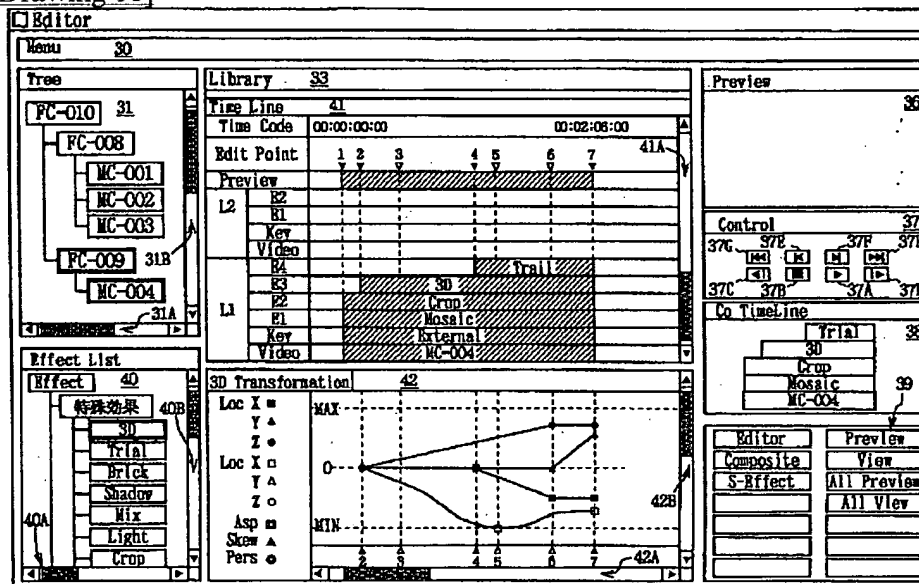 Editor
Menu 30
Tree
FC-010 31
FC-008
MC-001
MC-002
MC-003
FC-009 31B
MC-004
31A
Effect List
Effect 40
特殊効果 40B
3D
Trial
Brick
Shadow
Mix
Light
Crop
40A
Library 33
Time Line 41
Time Code 00:00:00:00 00:02:06:00
Edit Point 1 2 3 4 5 6 7 41A
Preview
L2 E2
E1
Key
Video
L1 E4 Trail
E3 3D
E2 Crop
E1 Mosaic
Key External
Video MC-004
3D Transformation 42
Loc X
Y
Z
Loc X
Y
Z
Asp
Skew
Pers
MAX
0
MIN
2 3 4 5 6 7
42A
42B
Preview
36
Control 37
37G 37E 37F
37C 37B 37A
Co TimeLine
38
Trial
3D
Crop
Mosaic
MC-004
39
Editor Preview
Composite View
S-Effect All Preview
All View